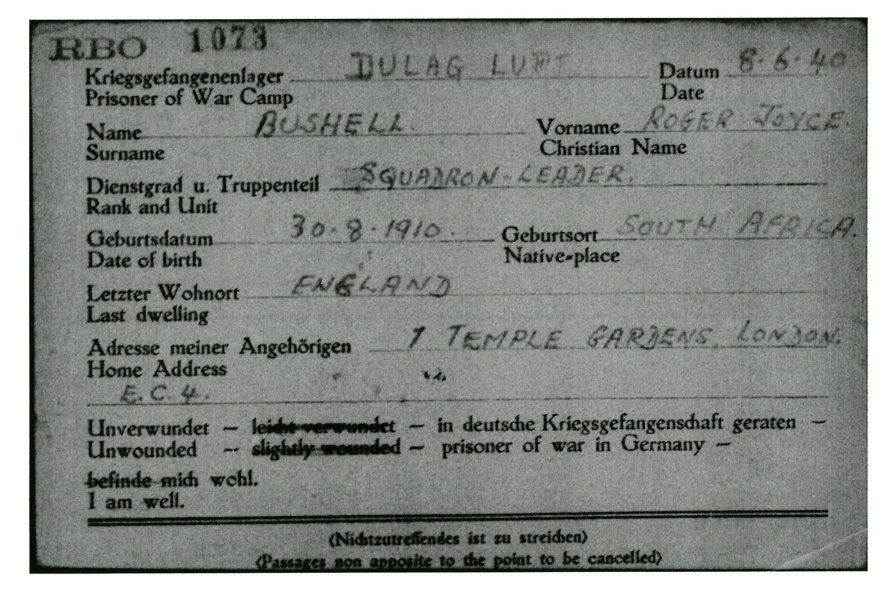 RBO 1073
Kriegsgefangenenlager DULAG LUFT Datum 8·6·40
Prisoner of War Camp Date
Name BUSHELL. Vorname ROGER JOYCE.
Surname Christian Name
Dienstgrad u. Truppenteil SQUADRON-LEADER.
Rank and Unit
Geburtsdatum 30·8·1910. Geburtsort SOUTH AFRICA.
Date of birth Native-place
Letzter Wohnort ENGLAND
Last dwelling
Adresse meiner Angehörigen 1 TEMPLE GARDENS, LONDON.
Home Address
E.C.4.
Unverwundet — leicht verwundet — in deutsche Kriegsgefangenschaft geraten —
Unwounded — slightly wounded — prisoner of war in Germany —
befinde mich wohl.
I am well.
(Nichtzutreffendes ist zu streichen)
(Passages non apposite to the point to be cancelled)